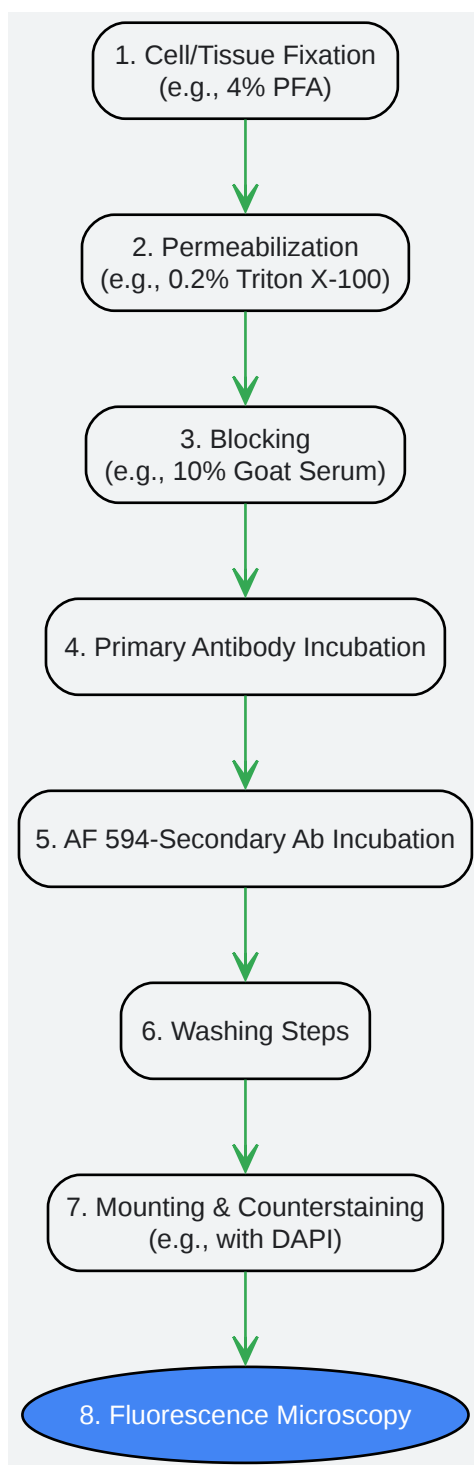 1. Cell/Tissue Fixation
(e.g., 4% PFA)
2. Permeabilization
(e.g., 0.2% Triton X-100)
3. Blocking
(e.g., 10% Goat Serum)
4. Primary Antibody Incubation
5. AF 594-Secondary Ab Incubation
6. Washing Steps
7. Mounting & Counterstaining
(e.g., with DAPI)
8. Fluorescence Microscopy